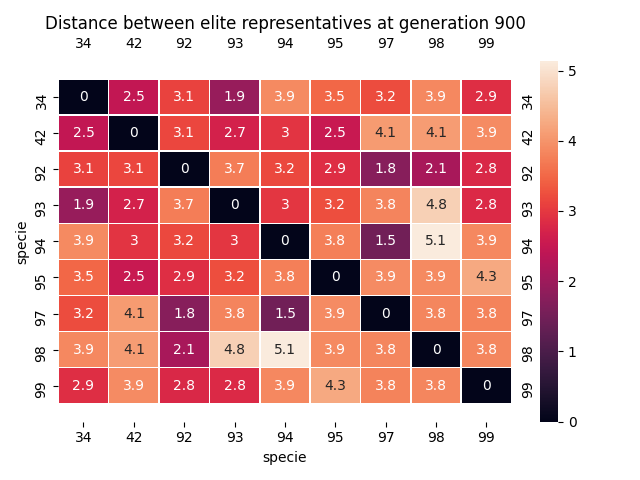 Distance between elite representatives at generation 900
34 42 92 93 94 95 97 98 99
34 0 2.5 3.1 1.9 3.9 3.5 3.2 3.9 2.9 34
42 2.5 0 3.1 2.7 3 2.5 4.1 4.1 3.9 42
92 3.1 3.1 0 3.7 3.2 2.9 1.8 2.1 2.8 92
93 1.9 2.7 3.7 0 3 3.2 3.8 4.8 2.8 93
94 3.9 3 3.2 3 0 3.8 1.5 5.1 3.9 94
95 3.5 2.5 2.9 3.2 3.8 0 3.9 3.9 4.3 95
97 3.2 4.1 1.8 3.8 1.5 3.9 0 3.8 3.8 97
98 3.9 4.1 2.1 4.8 5.1 3.9 3.8 0 3.8 98
99 2.9 3.9 2.8 2.8 3.9 4.3 3.8 3.8 0 99
34 42 92 93 94 95 97 98 99
specie
specie
5
4
3
2
1
0